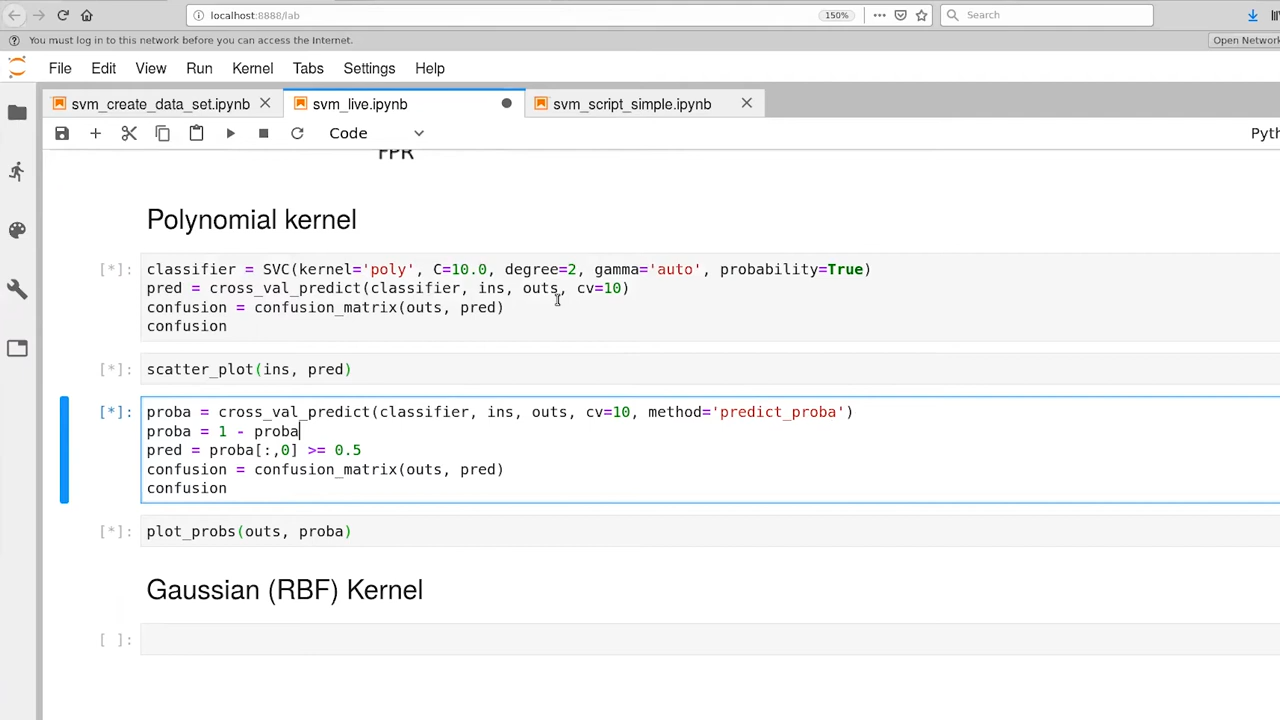 localhost:8888/lab
150%
Search
You must log in to this network before you can access the Internet.
Open Network
File Edit View Run Kernel Tabs Settings Help
svm_create_data_set.ipynb
svm_live.ipynb
svm_script_simple.ipynb
Code
Pyth
FPR
Polynomial kernel
[*]:
classifier = SVC(kernel='poly', C=10.0, degree=2, gamma='auto', probability=True)
pred = cross_val_predict(classifier, ins, outs, cv=10)
confusion = confusion_matrix(outs, pred)
confusion
[*]:
scatter_plot(ins, pred)
[*]:
proba = cross_val_predict(classifier, ins, outs, cv=10, method='predict_proba')
proba = 1 - proba
pred = proba[:,0] >= 0.5
confusion = confusion_matrix(outs, pred)
confusion
[*]:
plot_probs(outs, proba)
Gaussian (RBF) Kernel
[ ]: